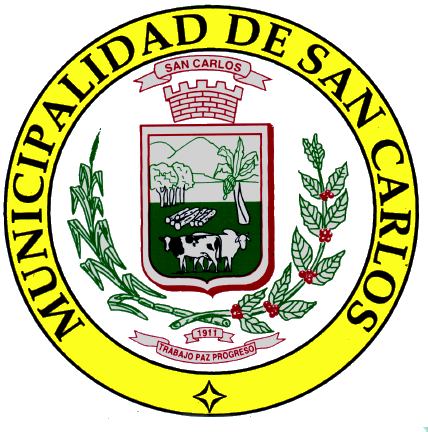 MUNICIPALIDAD DE SAN CARLOS
SAN CARLOS
1911
TRABAJO PAZ PROGRESO